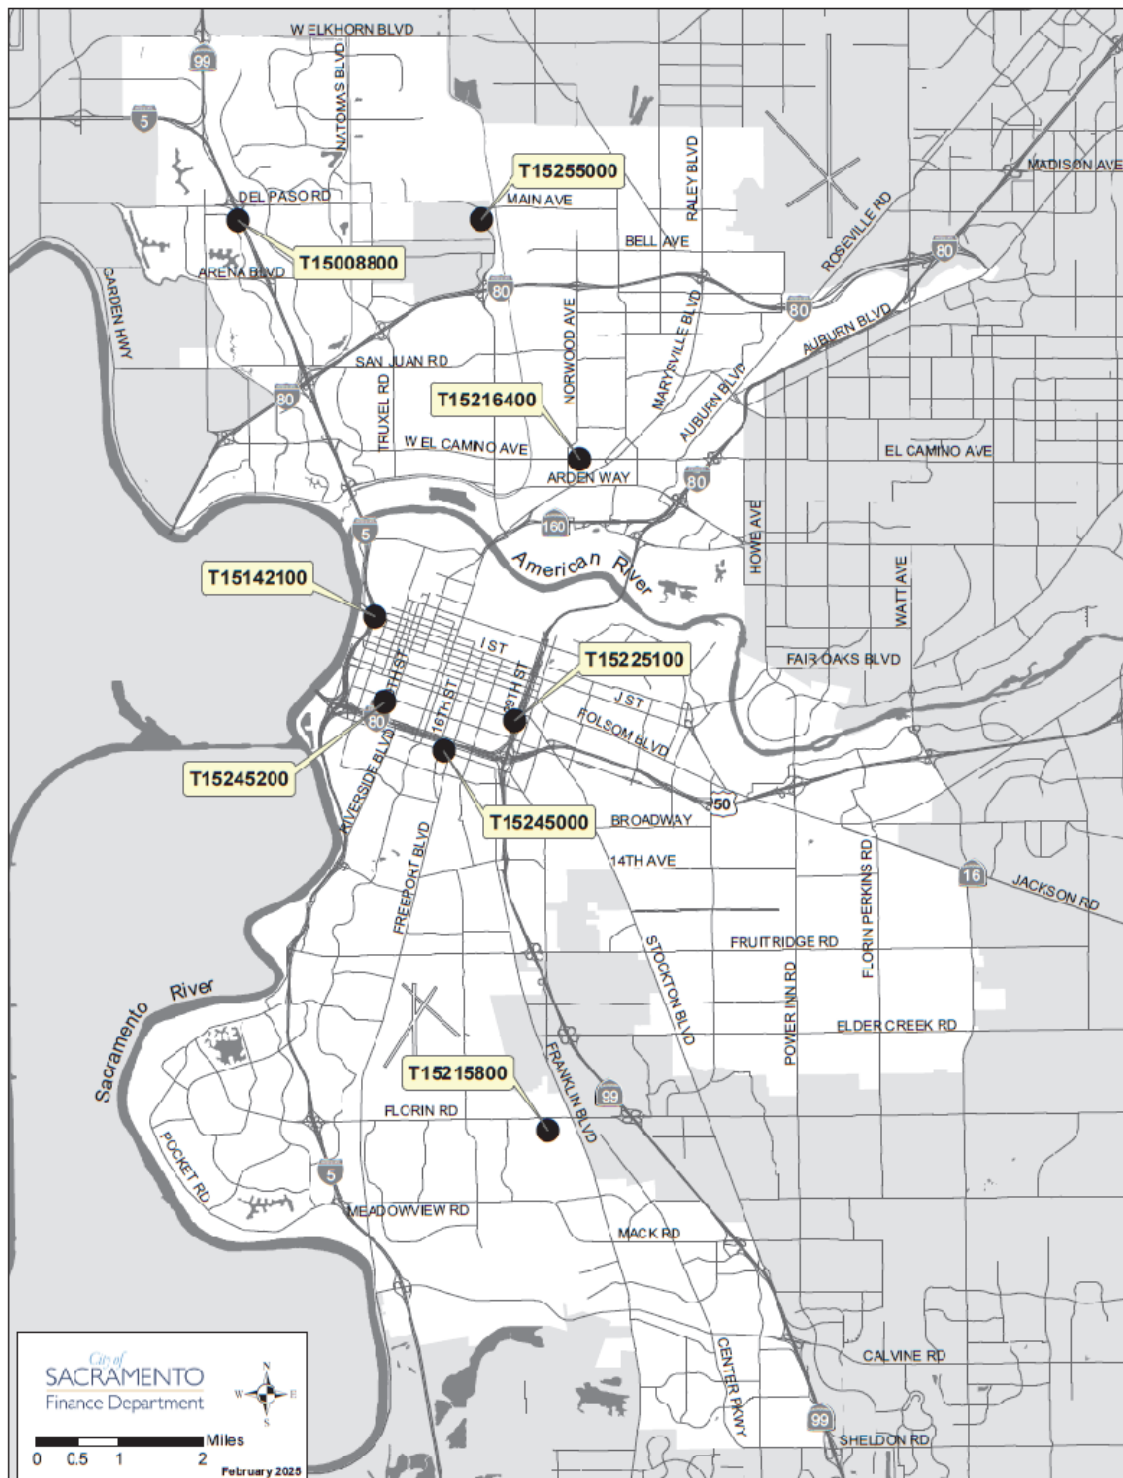 W ELKHORN BLVD
99
NATOMAS BLVD
5
RALEY BLVD
MADISON AVE
T15255000
DEL PASO RD
MAIN AVE
ROSEVILLE RD
BELL AVE
80
T15008800
ARENA BLVD
GARDEN HWY
80
80
NORWOOD AVE
MARYSVILLE BLVD
AUBURN BLVD
SAN JUAN RD
80
TRUXEL RD
T15216400
AUBURN BLVD
W EL CAMINO AVE
EL CAMINO AVE
ARDEN WAY
80
160
5
HOWE AVE
American River
T15142100
WATT AVE
I ST
T15225100
FAIR OAKS BLVD
16TH ST
J ST
FOLSOM BLVD
80
T15245200
RIVERSIDE BLVD
50
T15245000
BROADWAY
FREEPORT BLVD
14TH AVE
FLORIN PERKINS RD
16
JACKSON RD
STOCKTON BLVD
FRUITRIDGE RD
POWER INN RD
Sacramento River
ELDER CREEK RD
T15215800
FRANKLIN BLVD
99
FLORIN RD
POCKET RD
5
MEADOWVIEW RD
MACK RD
CENTER PKWY
CALVINE RD
99
SHELDON RD
City of
SACRAMENTO
Finance Department
N
W E
S
Miles
0 0.5 1 2
February 2025